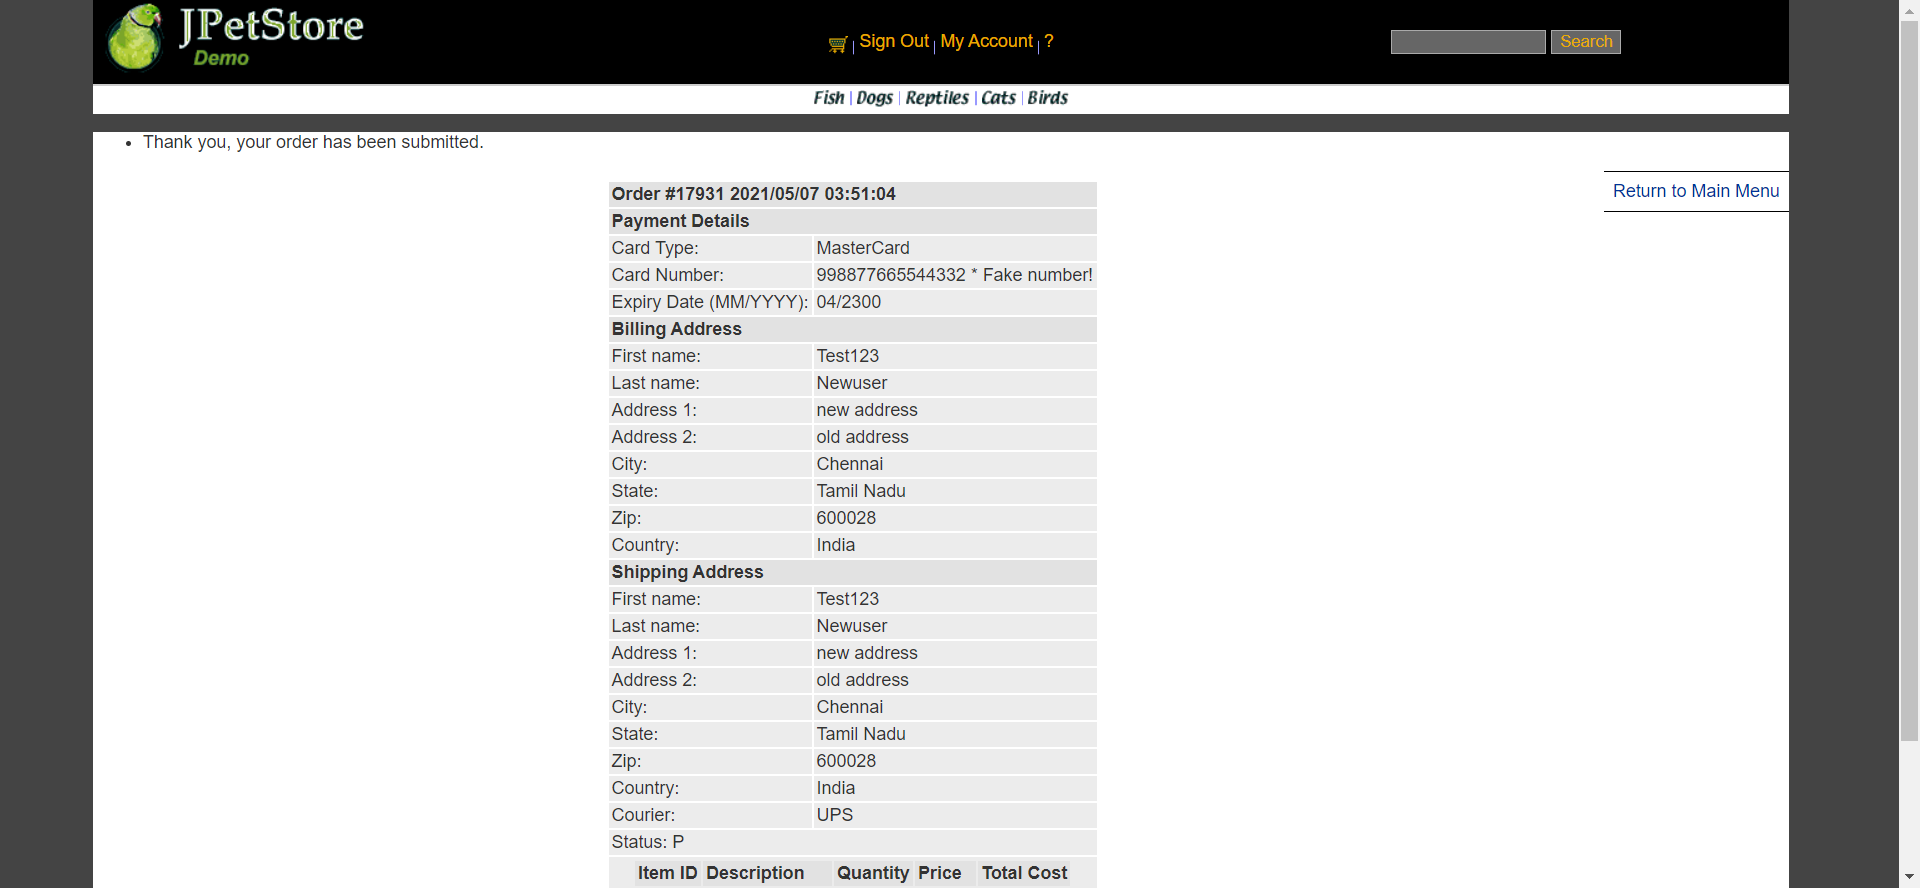 JPetStore
Demo
Sign Out | My Account | ?
Search
Fish | Dogs | Reptiles | Cats | Birds
Thank you, your order has been submitted.
Return to Main Menu
Order #17931 2021/05/07 03:51:04
Payment Details
Card Type: MasterCard
Card Number: 998877665544332 * Fake number!
Expiry Date (MM/YYYY): 04/2300
Billing Address
First name: Test123
Last name: Newuser
Address 1: new address
Address 2: old address
City: Chennai
State: Tamil Nadu
Zip: 600028
Country: India
Shipping Address
First name: Test123
Last name: Newuser
Address 1: new address
Address 2: old address
City: Chennai
State: Tamil Nadu
Zip: 600028
Country: India
Courier: UPS
Status: P
Item ID Description Quantity Price Total Cost